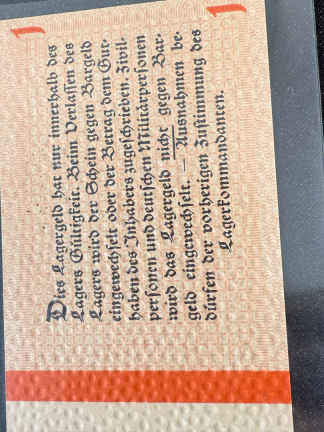 1 1
Dies Lagergeld hat nur innerhalb des
Lagers Gültigkeit. Beim Verlassen des
Lagers wird der Schein gegen Bargeld
eingewechselt oder der Betrag dem Gut-
haben des Inhabers zugeschrieben. Zivil-
personen und deutschen Militärpersonen
wird das Lagergeld nicht gegen Bar-
geld eingewechselt. — Ausnahmen be-
dürfen der vorherigen Zustimmung des
Lagerkommandanten.